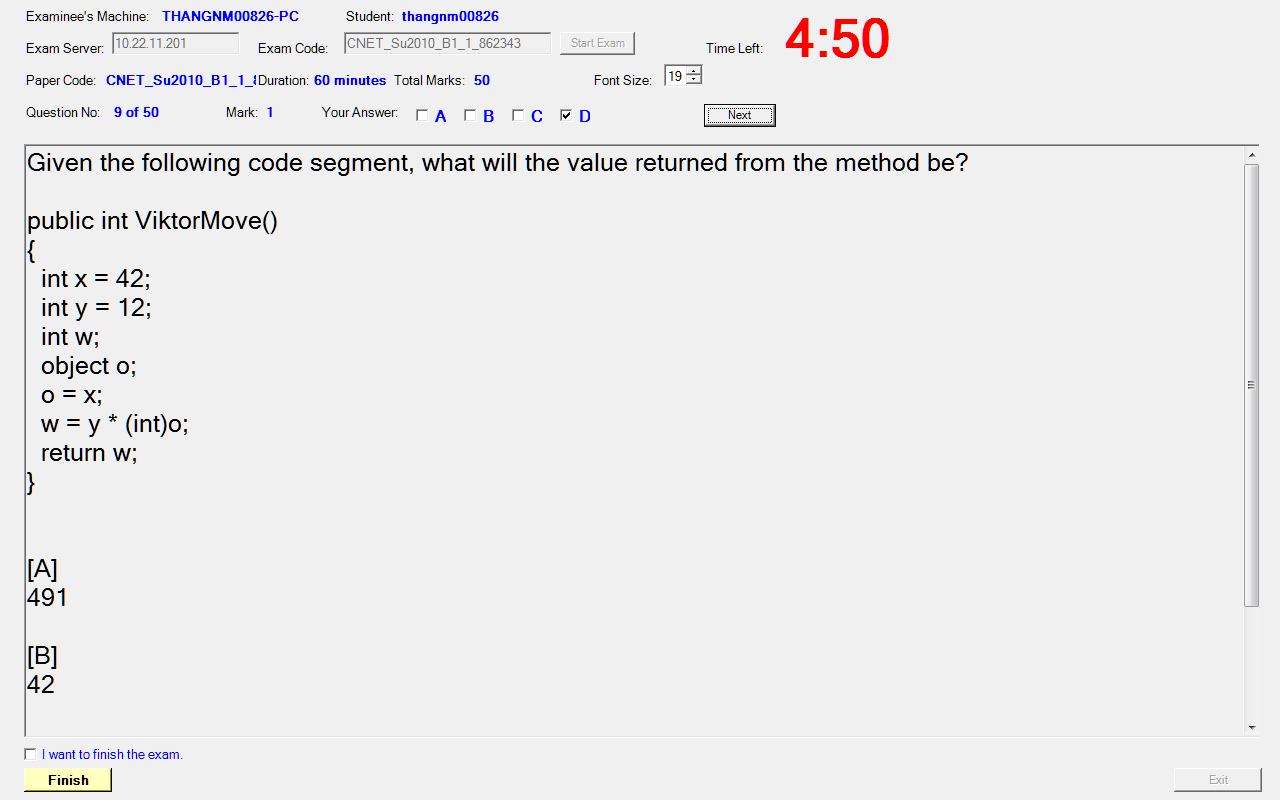 Examinee's Machine: THANGNM00826-PC Student: thangnm00826
4:50
Exam Server: 10.22.11.201 Exam Code: CNET_Su2010_B1_1_862343 Start Exam Time Left:
Paper Code: CNET_Su2010_B1_1_ Duration: 60 minutes Total Marks: 50 Font Size: 19
Question No: 9 of 50 Mark: 1 Your Answer: A B C D Next
Given the following code segment, what will the value returned from the method be?
public int ViktorMove()
{
int x = 42;
int y = 12;
int w;
object o;
o = x;
w = y * (int)o;
return w;
}
[A]
491
[B]
42
I want to finish the exam.
Finish Exit